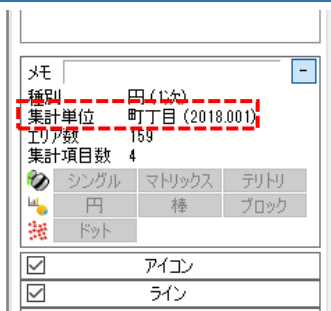 メモ
-
種別 円(1次)
集計単位 町丁目(2018.001)
エリア数 159
集計項目数 4
シングル マトリックス テリトリ
円 棒 ブロック
ドット
アイコン
ライン